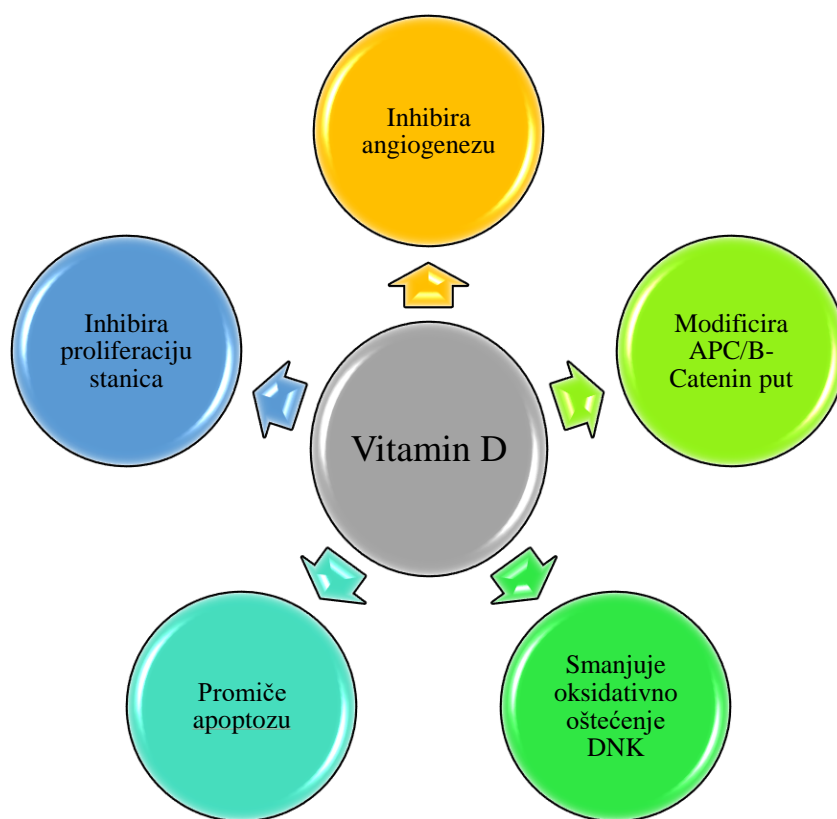 Inhibira
angiogenezu
Inhibira
proliferaciju
stanica
Modificira
APC/B-
Catenin put
Vitamin D
Promiče
apoptozu
Smanjuje
oksidativno
oštećenje
DNK